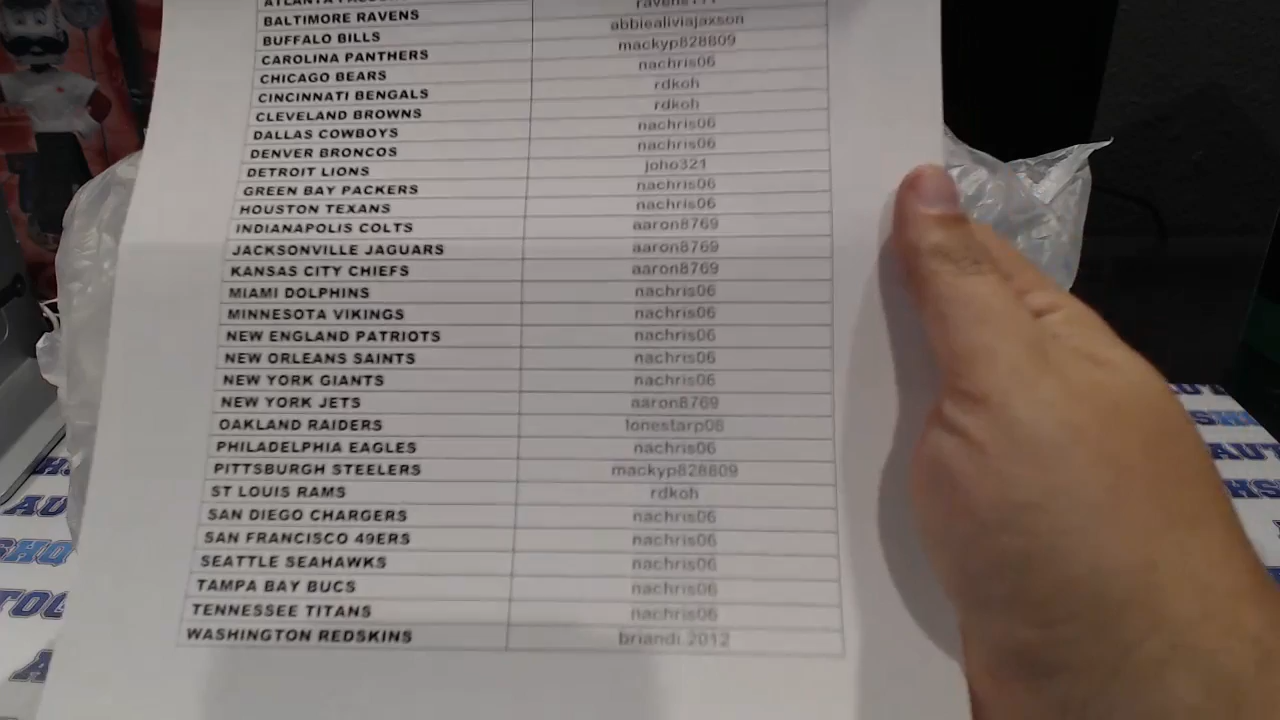 BALTIMORE RAVENS abbiealiviajaxson
BUFFALO BILLS mackyp828809
CAROLINA PANTHERS nachris06
CHICAGO BEARS rdkoh
CINCINNATI BENGALS rdkoh
CLEVELAND BROWNS nachris06
DALLAS COWBOYS nachris06
DENVER BRONCOS joho321
DETROIT LIONS nachris06
GREEN BAY PACKERS nachris06
HOUSTON TEXANS aaron8769
INDIANAPOLIS COLTS aaron8769
JACKSONVILLE JAGUARS aaron8769
KANSAS CITY CHIEFS nachris06
MIAMI DOLPHINS nachris06
MINNESOTA VIKINGS nachris06
NEW ENGLAND PATRIOTS nachris06
NEW ORLEANS SAINTS nachris06
NEW YORK GIANTS nachris06
NEW YORK JETS aaron8769
OAKLAND RAIDERS lonestarp08
PHILADELPHIA EAGLES nachris06
PITTSBURGH STEELERS mackyp828809
ST LOUIS RAMS rdkoh
SAN DIEGO CHARGERS nachris06
SAN FRANCISCO 49ERS nachris06
SEATTLE SEAHAWKS nachris06
TAMPA BAY BUCS nachris06
TENNESSEE TITANS nachris06
WASHINGTON REDSKINS briandi.2012